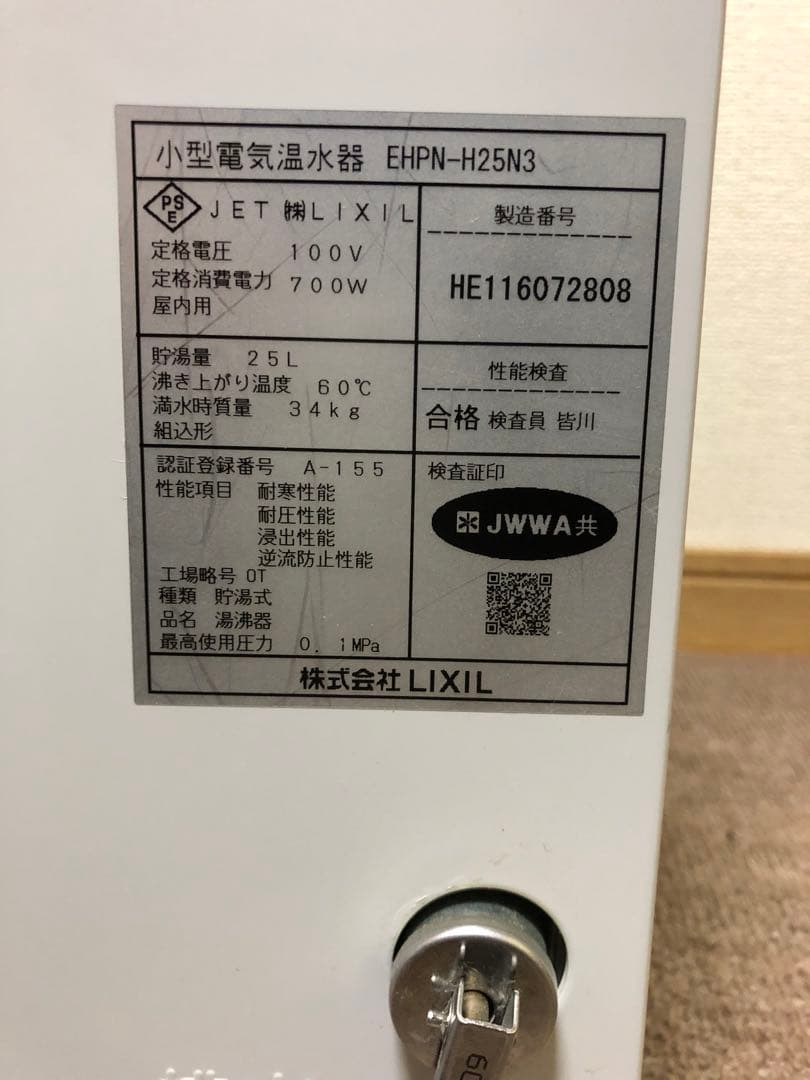 小型電気温水器 EHPN-H25N3
PS
E
JET ㈱LIXIL
定格電圧 100V
定格消費電力 700W
屋内用
製造番号
HE116072808
貯湯量 25L
沸き上がり温度 60℃
満水時質量 34kg
組込形
性能検査
合格 検査員 皆川
認証登録番号 A-155
性能項目 耐寒性能
耐圧性能
浸出性能
逆流防止性能
工場略号 OT
種類 貯湯式
品名 湯沸器
最高使用圧力 0.1MPa
検査証印
JWWA共
株式会社LIXIL